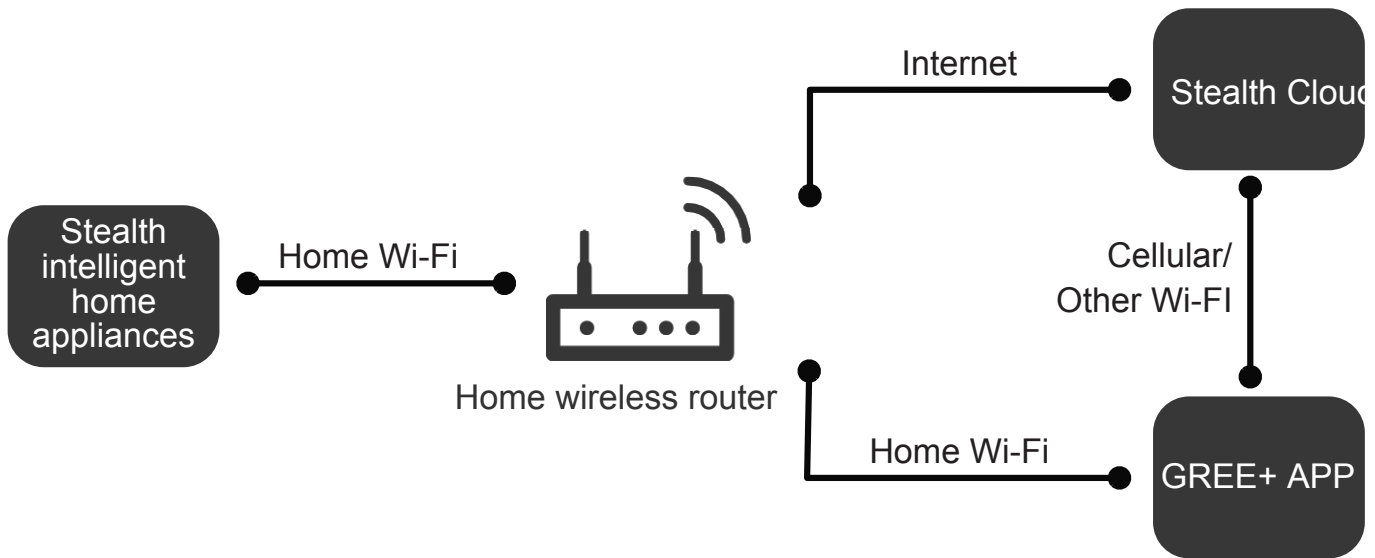 Internet
Stealth Cloud
Stealth
intelligent
home
appliances
Home Wi-Fi
Cellular/
Other Wi-FI
Home wireless router
Home Wi-Fi
GREE+ APP